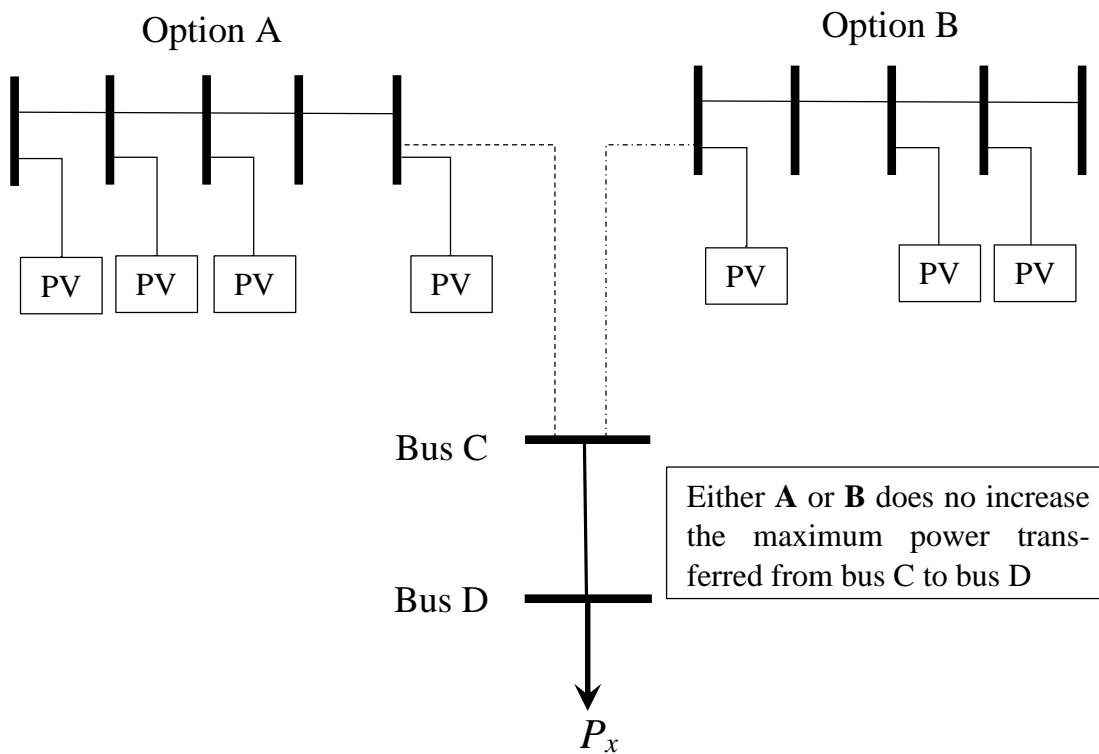 Option A
Option B
PV
PV
PV
PV
PV
PV
PV
Bus C
Either A or B does no increase
the maximum power trans-
ferred from bus C to bus D
Bus D
Px